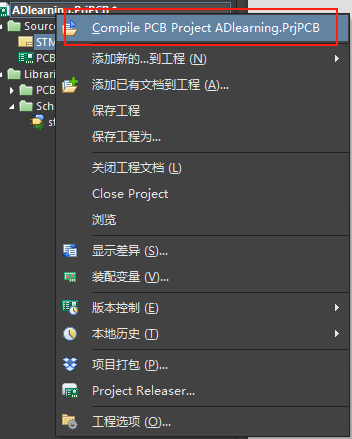 ADlearning.PrjPCB *
Source
STM
PCB
Librari
PCB
Sch
st
Compile PCB Project ADlearning.PrjPCB
添加新的...到工程 (N)
添加已有文档到工程 (A)...
保存工程
保存工程为...
关闭工程文档 (L)
Close Project
浏览
显示差异 (S)...
装配变量 (V)...
版本控制 (E)
本地历史 (T)
项目打包 (P)...
Project Releaser...
工程选项 (O)...